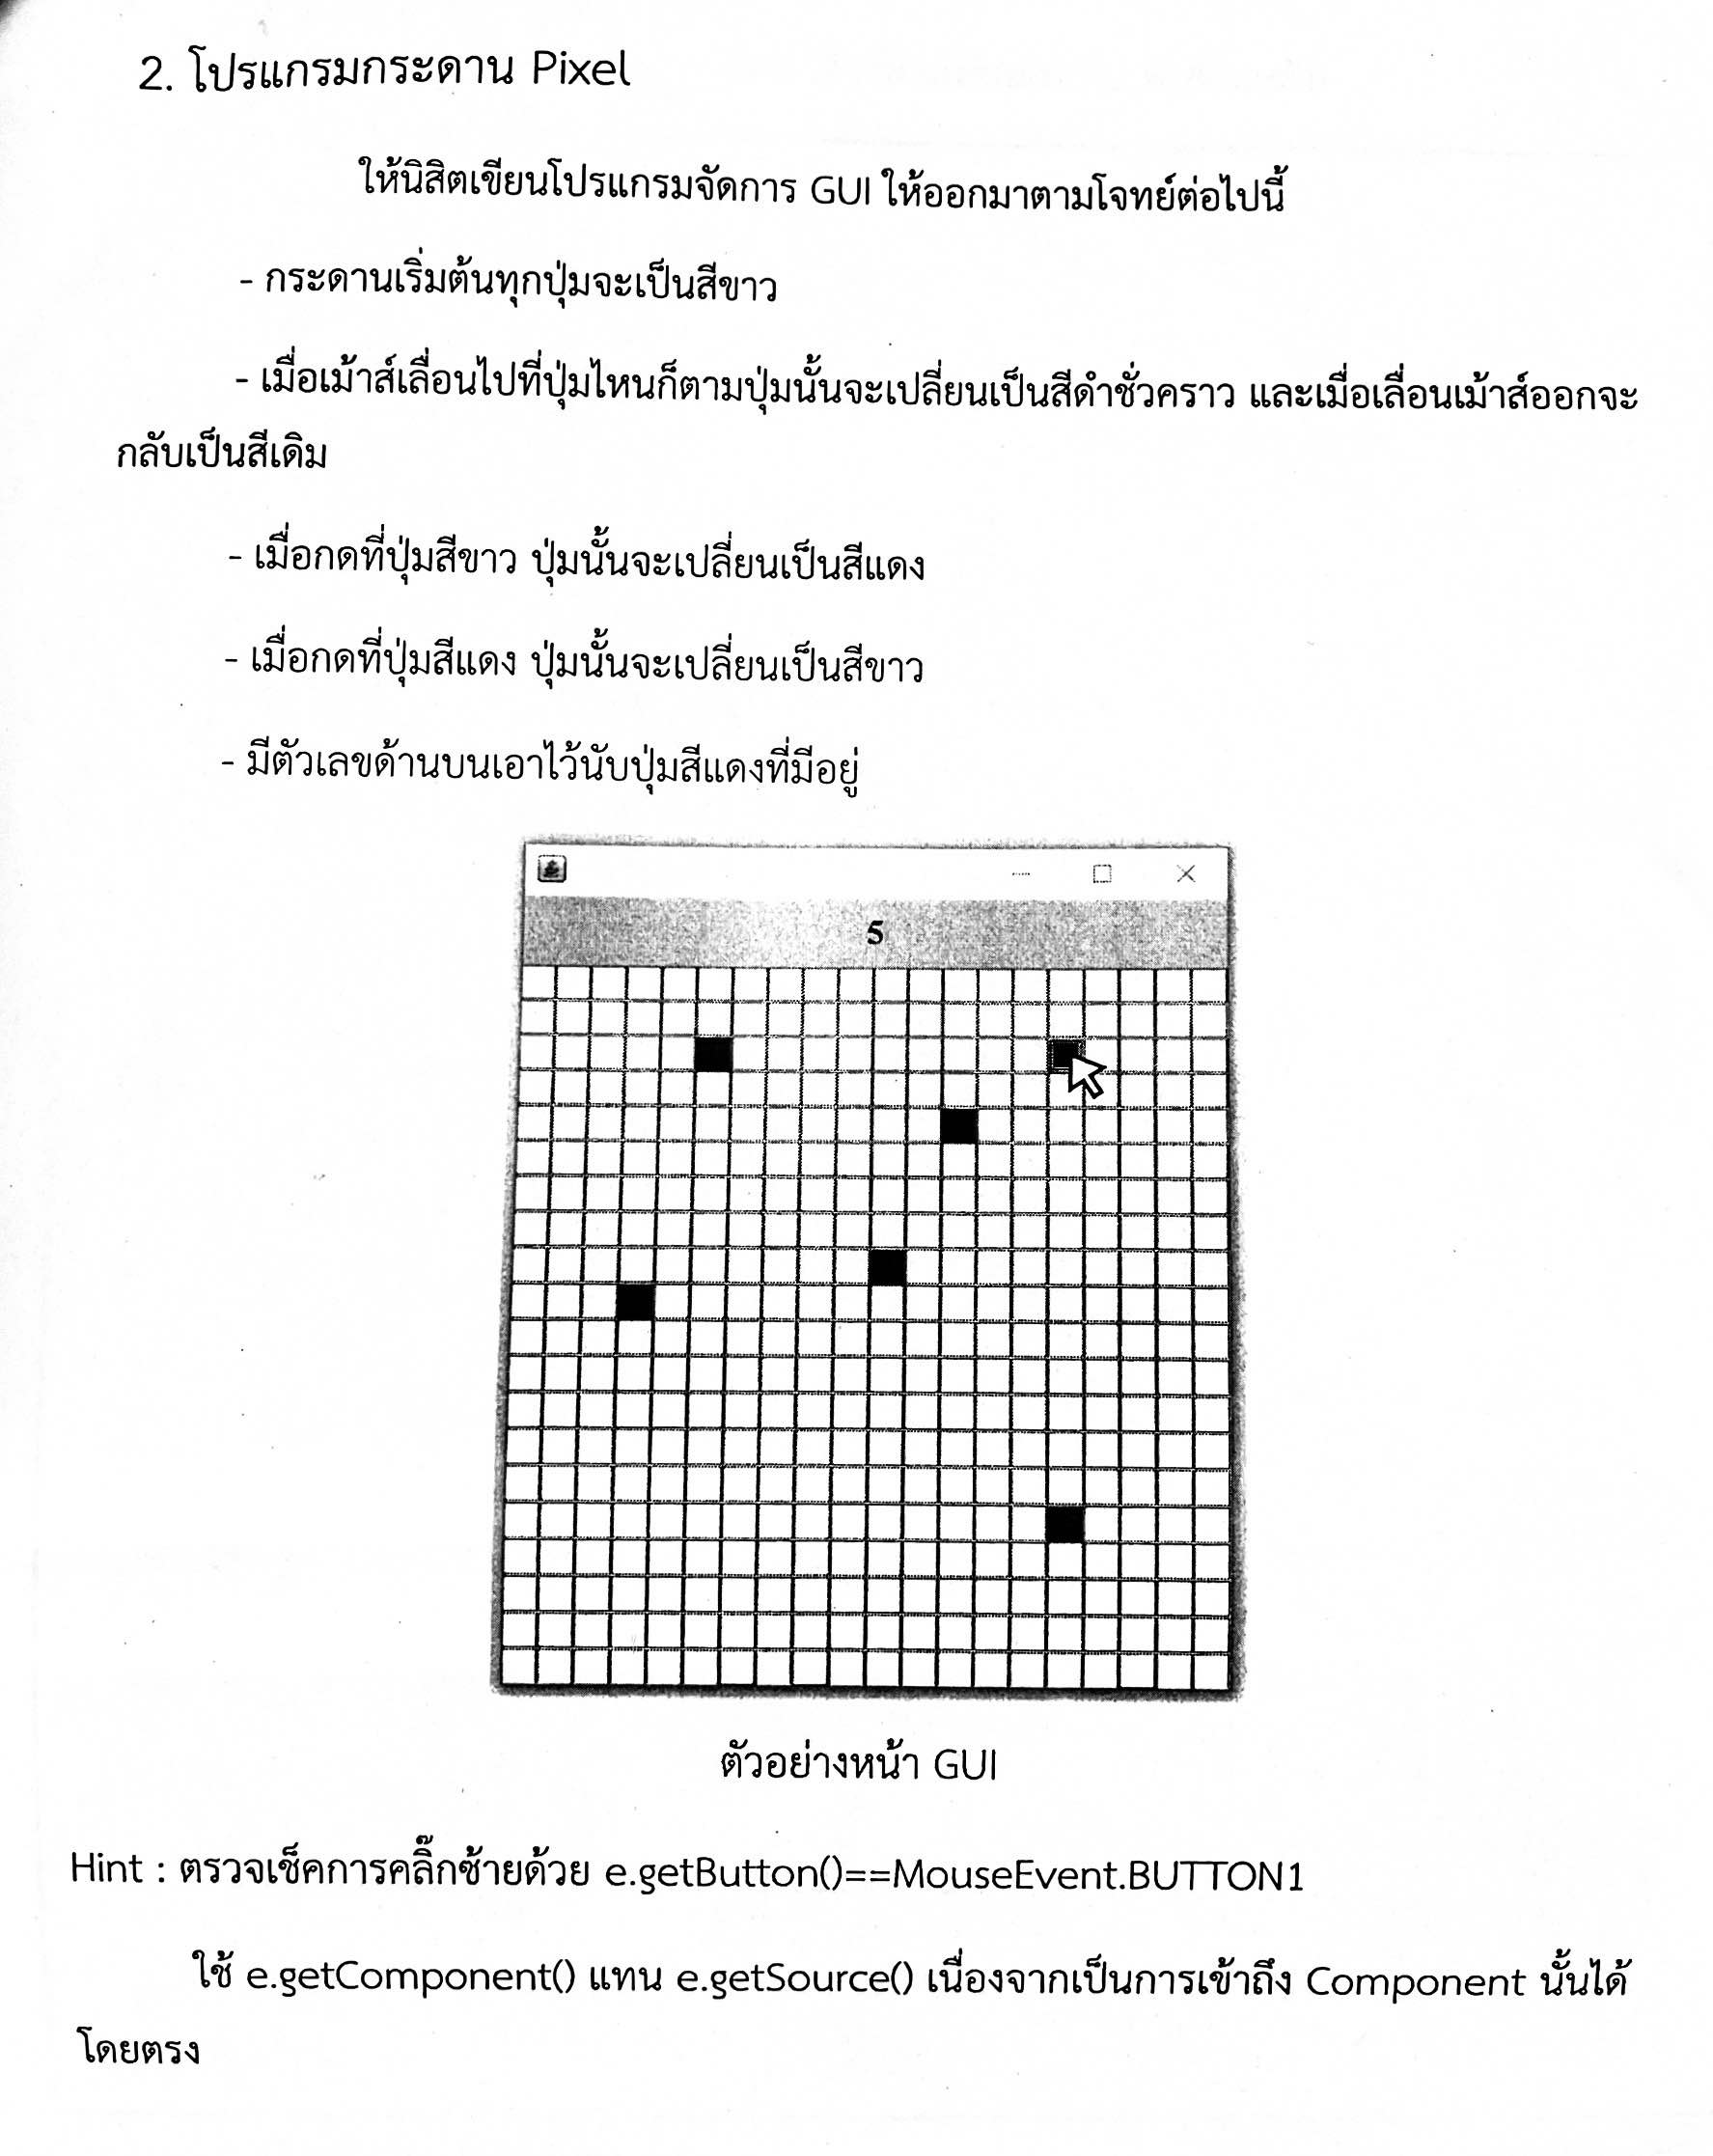 2. โปรแกรมกระดาน Pixel
ให้นิสิตเขียนโปรแกรมจัดการ GUI ให้ออกมาตามโจทย์ต่อไปนี้
- กระดานเริ่มต้นทุกปุ่มจะเป็นสีขาว
- เมื่อเม้าส์เลื่อนไปที่ปุ่มไหนก็ตามปุ่มนั้นจะเปลี่ยนเป็นสีดำชั่วคราว และเมื่อเลื่อนเม้าส์ออกจะ
กลับเป็นสีเดิม
- เมื่อกดที่ปุ่มสีขาว ปุ่มนั้นจะเปลี่ยนเป็นสีแดง
- เมื่อกดที่ปุ่มสีแดง ปุ่มนั้นจะเปลี่ยนเป็นสีขาว
- มีตัวเลขด้านบนเอาไว้นับปุ่มสีแดงที่มีอยู่
5
ตัวอย่างหน้า GUI
Hint : ตรวจเช็คการคลิ๊กซ้ายด้วย e.getButton()==MouseEvent.BUTTON1
ใช้ e.getComponent() แทน e.getSource() เนื่องจากเป็นการเข้าถึง Component นั้นได้
โดยตรง